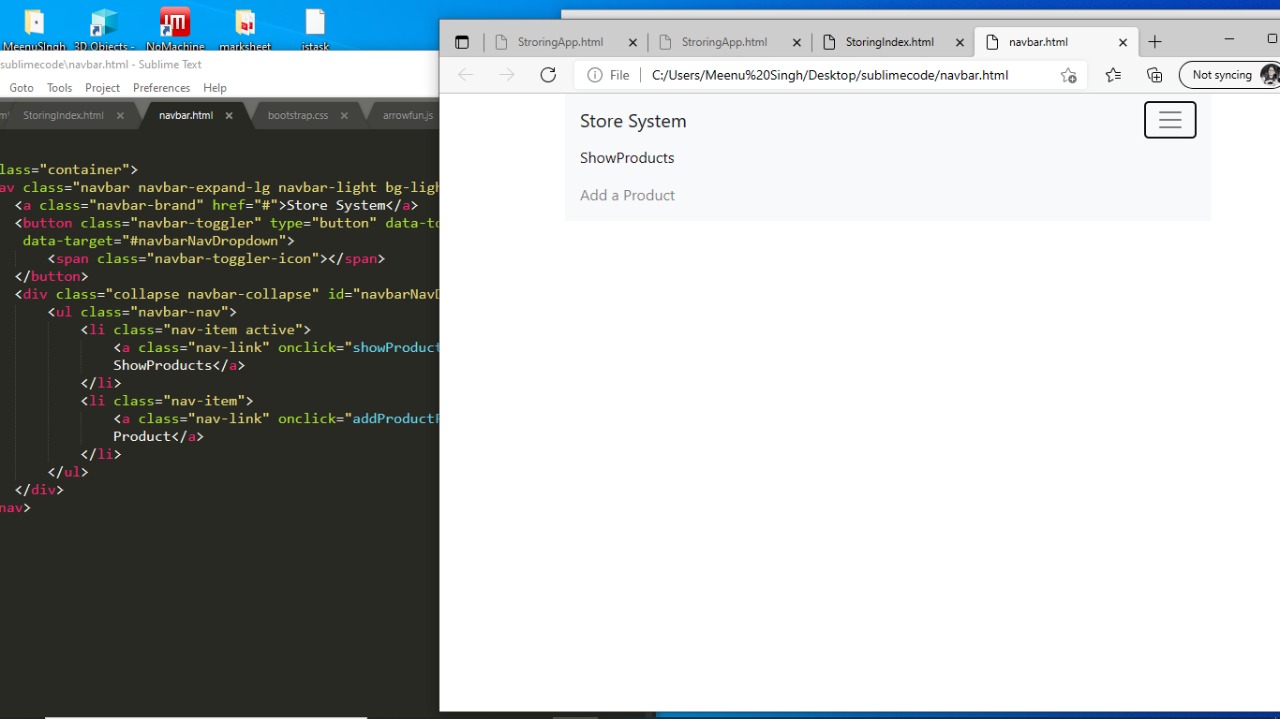 MeenuSIngh 3D Objects - NoMachine marksheet jstask
sublimecode\navbar.html - Sublime Text
Goto Tools Project Preferences Help
StoringIndex.html navbar.html bootstrap.css arrowfun.js
lass="container">
av class="navbar navbar-expand-lg navbar-light bg-ligh
<a class="navbar-brand" href="#">Store System</a>
<button class="navbar-toggler" type="button" data-to
data-target="#navbarNavDropdown">
<span class="navbar-toggler-icon"></span>
</button>
<div class="collapse navbar-collapse" id="navbarNavD
<ul class="navbar-nav">
<li class="nav-item active">
<a class="nav-link" onclick="showProduct
ShowProducts</a>
</li>
<li class="nav-item">
<a class="nav-link" onclick="addProductP
Product</a>
</li>
</ul>
</div>
nav>
StroringApp.html StroringApp.html StoringIndex.html navbar.html
File C:/Users/Meenu%20Singh/Desktop/sublimecode/navbar.html Not syncing
Store System
ShowProducts
Add a Product